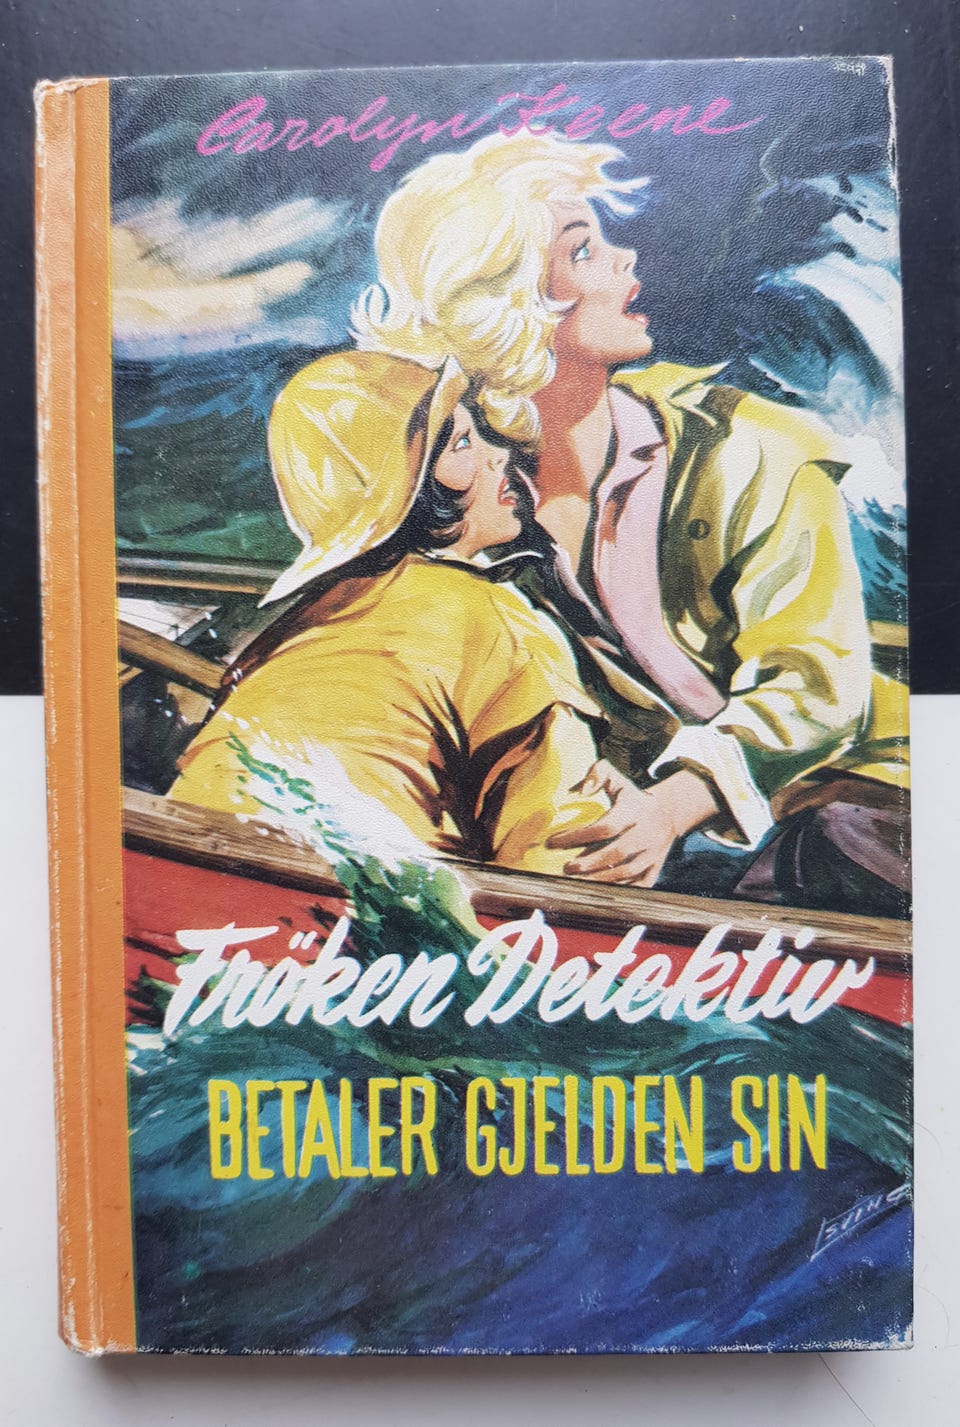 Carolyn Keene
Fröken Detektiv
BETALER GJELDEN SIN